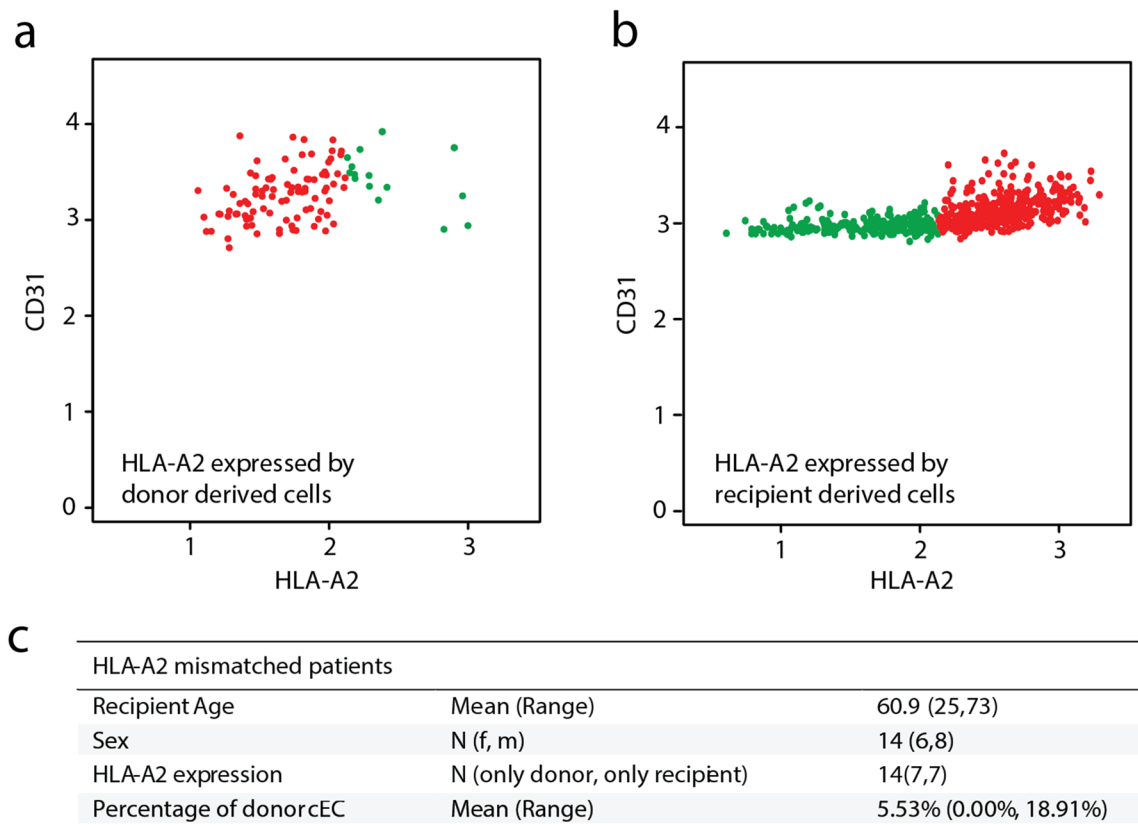 a
4
3
2
1
0
CD31
HLA-A2 expressed by
donor derived cells
1 2 3
HLA-A2
b
4
3
2
1
0
CD31
HLA-A2 expressed by
recipient derived cells
1 2 3
HLA-A2
c
HLA-A2 mismatched patients
Recipient Age Mean (Range) 60.9 (25,73)
Sex N (f, m) 14 (6,8)
HLA-A2 expression N (only donor, only recipient) 14(7,7)
Percentage of donor cEC Mean (Range) 5.53% (0.00%, 18.91%)